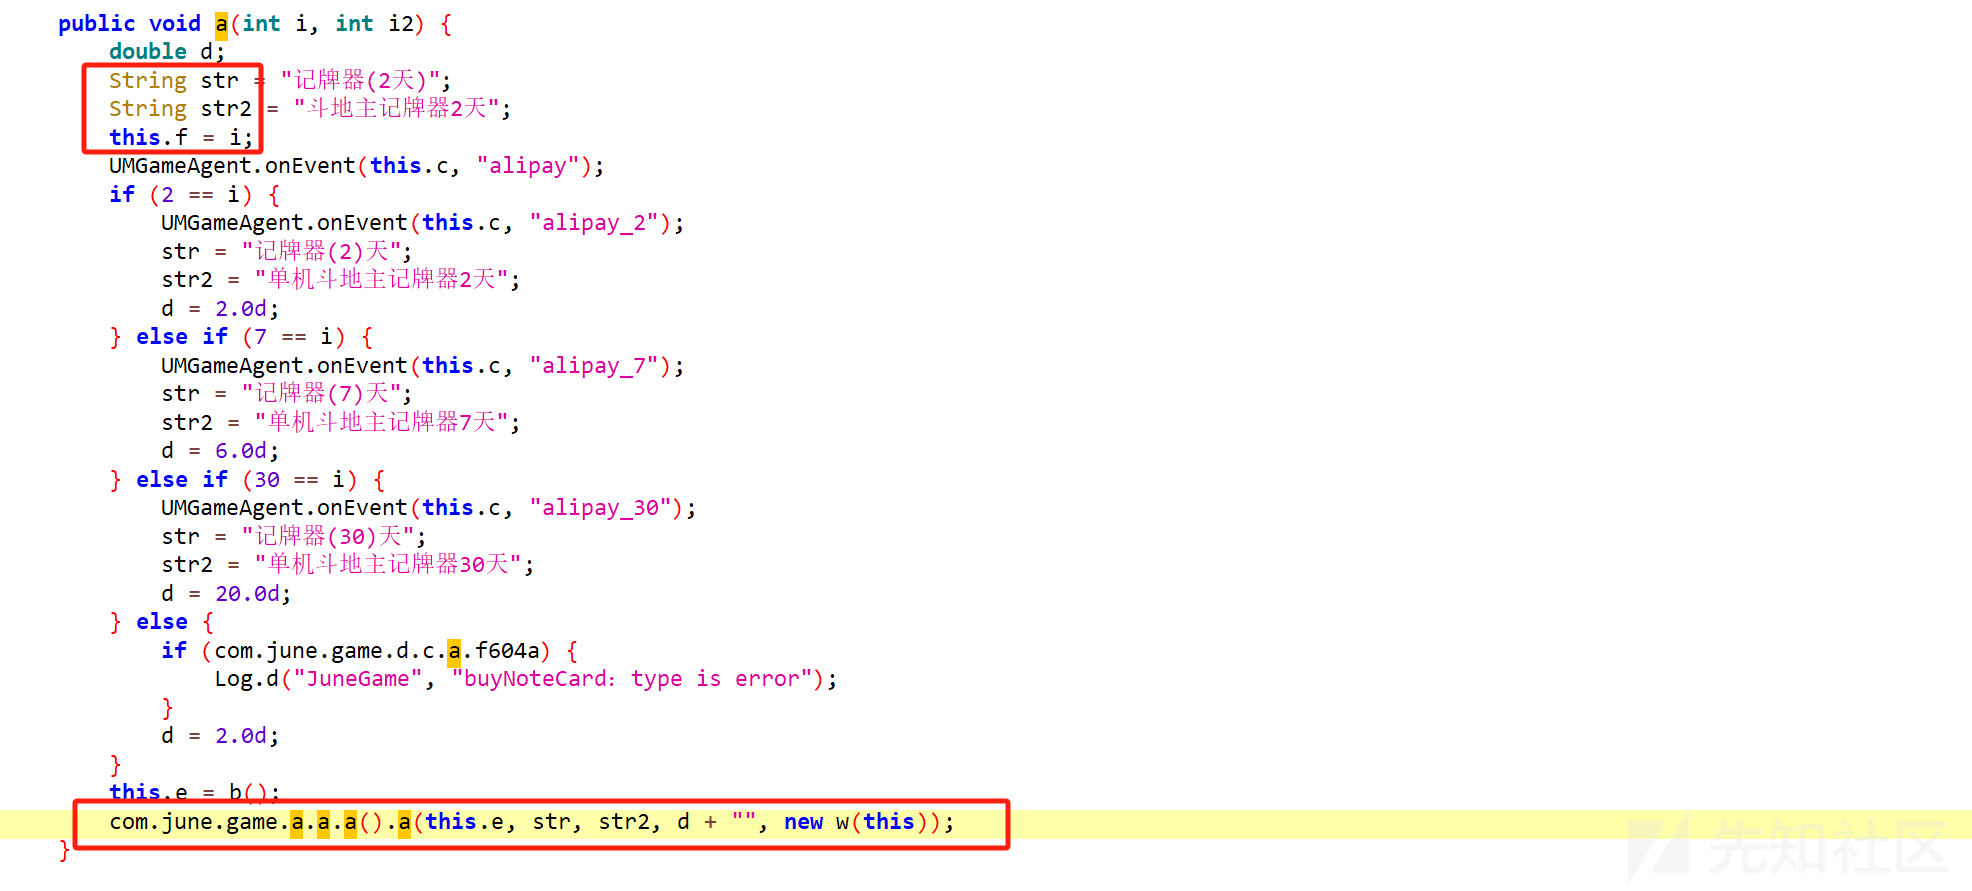 public void a(int i, int i2) {
double d;
String str = "记牌器(2天)";
String str2 = "斗地主记牌器2天";
this.f = i;
UMGameAgent.onEvent(this.c, "alipay");
if (2 == i) {
UMGameAgent.onEvent(this.c, "alipay_2");
str = "记牌器(2)天";
str2 = "单机斗地主记牌器2天";
d = 2.0d;
} else if (7 == i) {
UMGameAgent.onEvent(this.c, "alipay_7");
str = "记牌器(7)天";
str2 = "单机斗地主记牌器7天";
d = 6.0d;
} else if (30 == i) {
UMGameAgent.onEvent(this.c, "alipay_30");
str = "记牌器(30)天";
str2 = "单机斗地主记牌器30天";
d = 20.0d;
} else {
if (com.june.game.d.c.a.f604a) {
Log.d("JuneGame", "buyNoteCard：type is error");
}
d = 2.0d;
}
this.e = b();
com.june.game.a.a.a().a(this.e, str, str2, d + "", new w(this));
}
先知社区